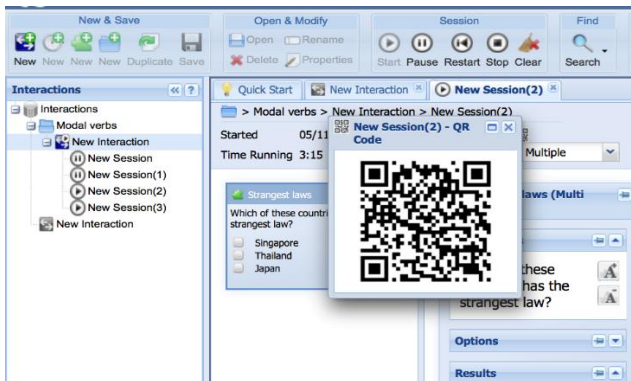 New & Save
Open & Modify
Session
Find
Open Rename
New New New New Duplicate Save
Delete Properties
Start Pause Restart Stop Clear
Search
Interactions
?
Quick Start
New Interaction
New Session(2)
Interactions
Modal verbs
New Interaction
New Session
New Session(1)
New Session(2)
New Session(3)
New Interaction
> Modal verbs > New Interaction > New Session(2)
Started 05/11
Time Running 3:15
New Session(2) - QR
Code
Multiple
Strangest laws
Which of these countri
strangest law?
Singapore
Thailand
Japan
laws (Multi
these
has the
strangest law?
A
A
Options
Results